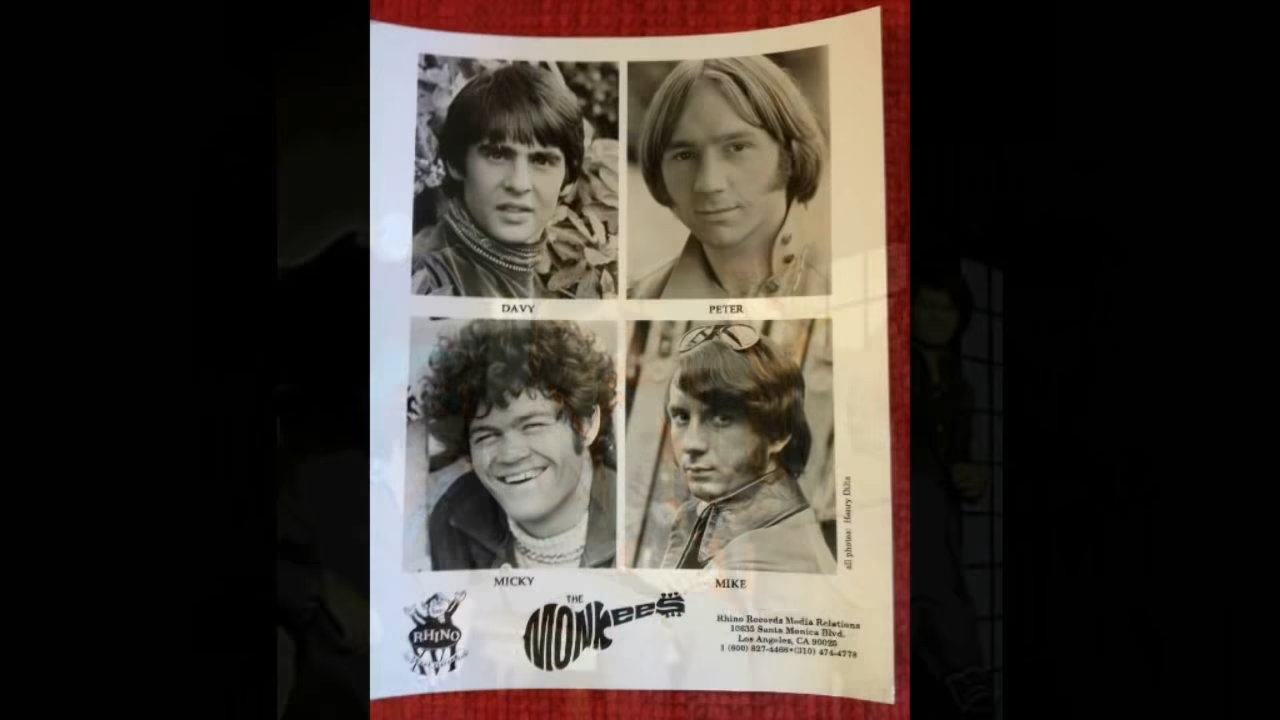 DAVY
PETER
MICKY
MIKE
all photos: Henry Diltz
RHINO
THE
MONKEES
Rhino Records Media Relations
10635 Santa Monica Blvd.
Los Angeles, CA 90025
1 (800) 827-4466•(310) 474-4778